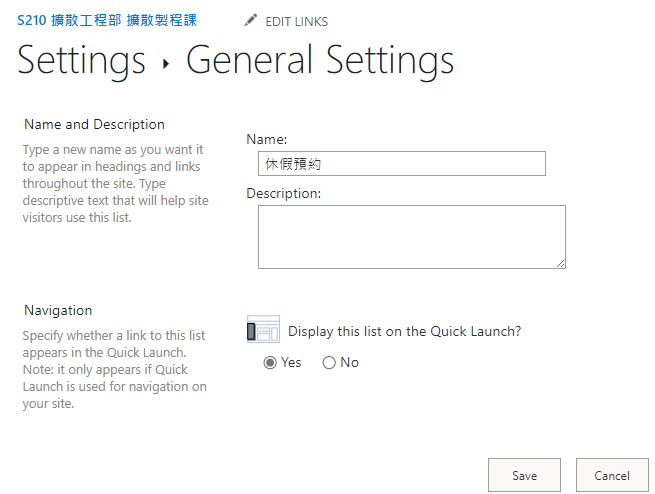 S210 擴散工程部 擴散製程課 EDIT LINKS
Settings ▸ General Settings
Name and Description
Type a new name as you want it
to appear in headings and links
throughout the site. Type
descriptive text that will help site
visitors use this list.
Name:
休假預約
Description:
Navigation
Specify whether a link to this list
appears in the Quick Launch.
Note: it only appears if Quick
Launch is used for navigation on
your site.
Display this list on the Quick Launch?
Yes No
Save Cancel